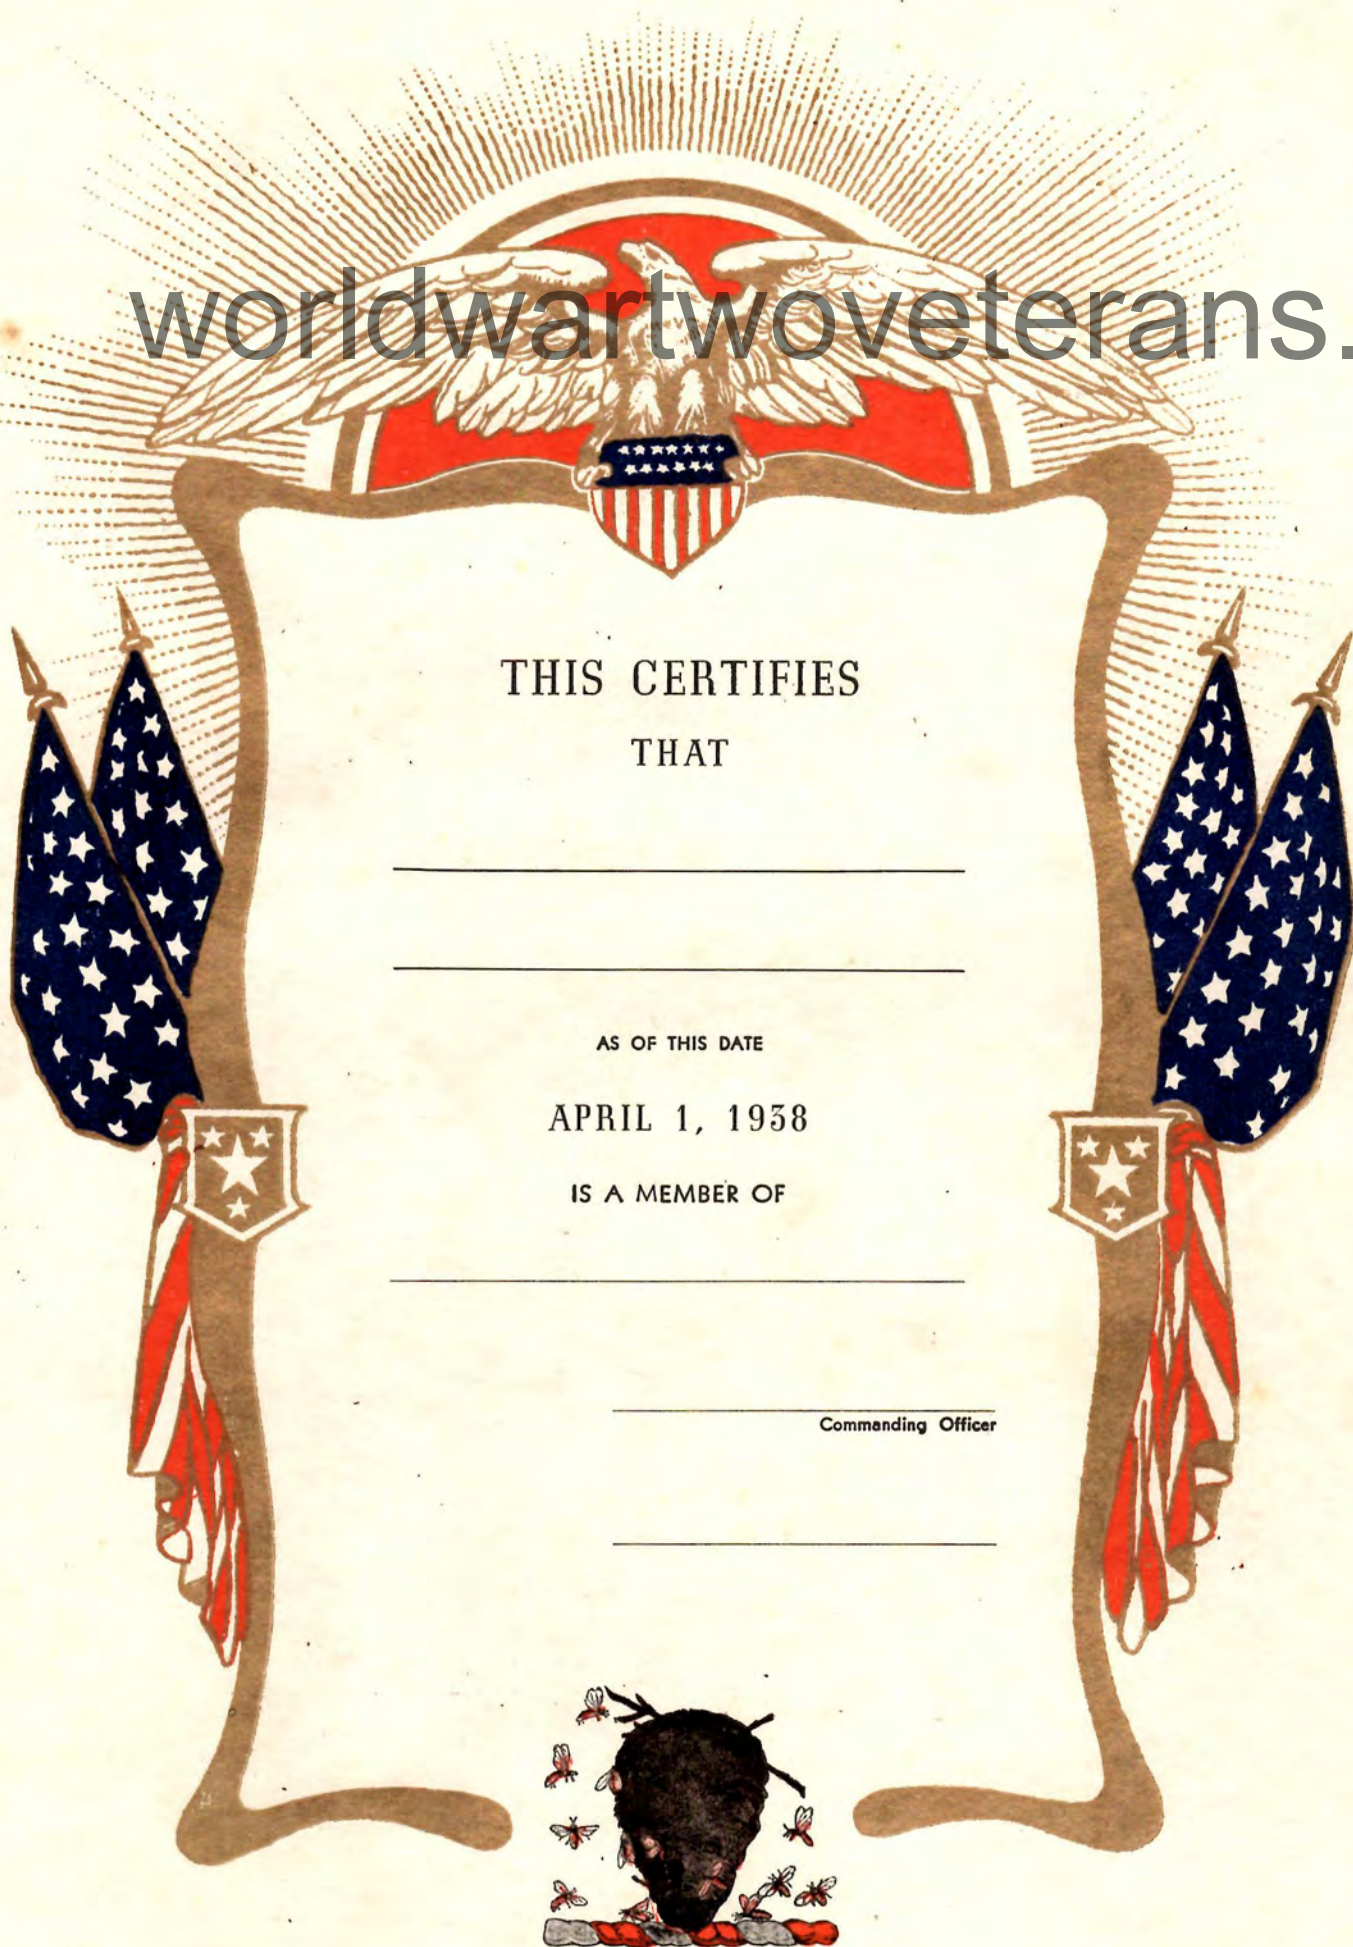 worldwartwoveterans.
THIS CERTIFIES
THAT
AS OF THIS DATE
APRIL 1, 1938
IS A MEMBER OF
Commanding Officer